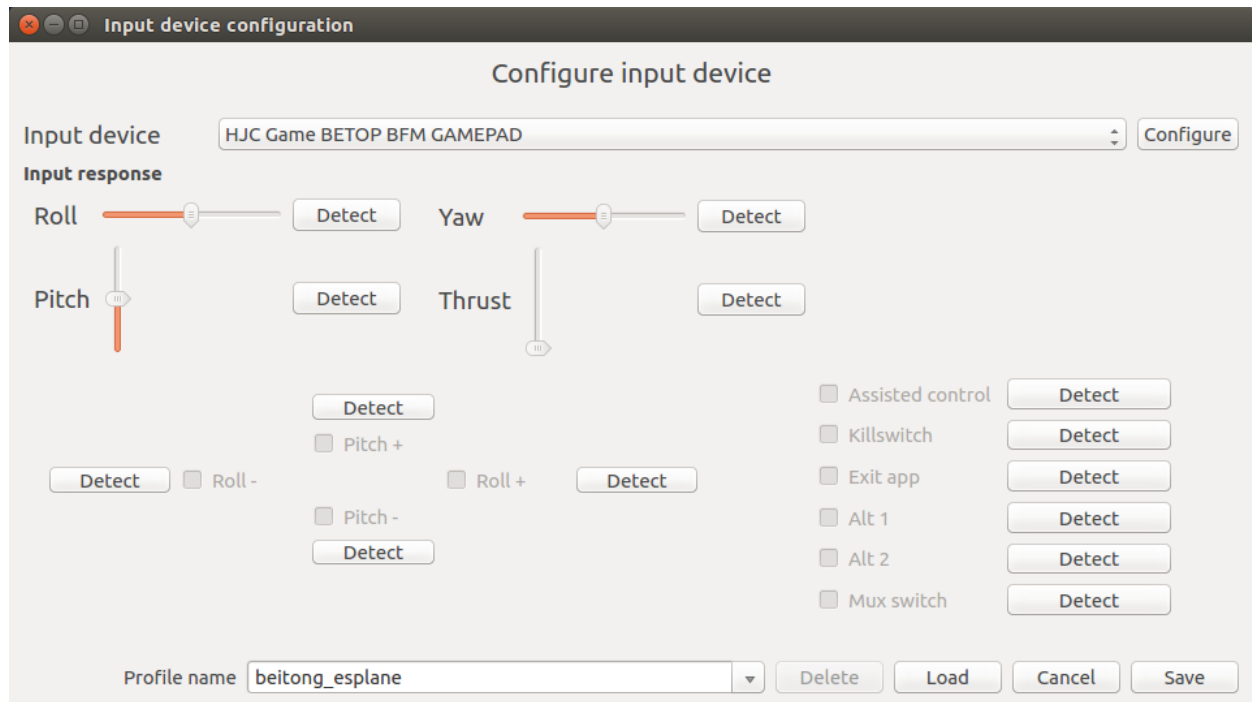 Input device configuration
Configure input device
Input device HJC Game BETOP BFM GAMEPAD Configure
Input response
Roll Detect Yaw Detect
Pitch Detect Thrust Detect
Assisted control Detect
Detect
Killswitch Detect
Pitch +
Exit app Detect
Detect Roll - Roll + Detect
Alt 1 Detect
Pitch -
Detect
Alt 2 Detect
Mux switch Detect
Profile name beitong_esplane Delete Load Cancel Save